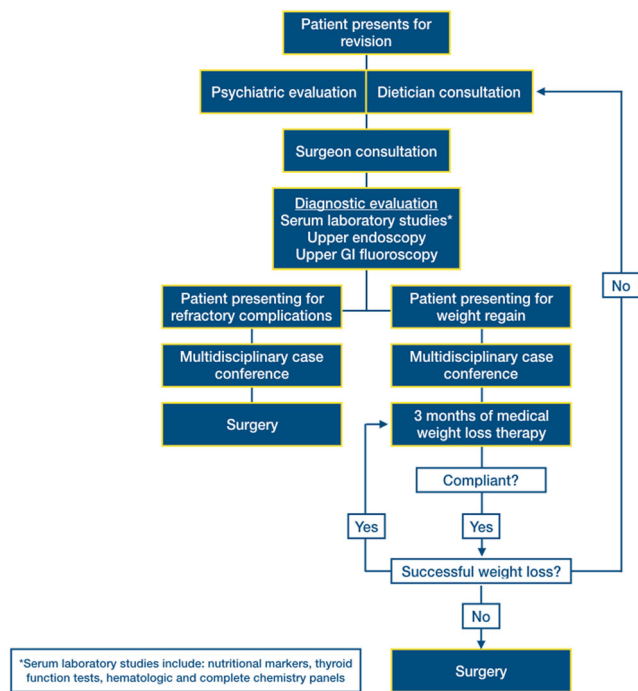 Patient presents for
revision
Psychiatric evaluation
Dietician consultation
Surgeon consultation
Diagnostic evaluation
Serum laboratory studies*
Upper endoscopy
Upper GI fluoroscopy
No
Patient presenting for
refractory complications
Patient presenting for
weight regain
Multidisciplinary case
conference
Multidisciplinary case
conference
Surgery
3 months of medical
weight loss therapy
Compliant?
Yes
Yes
Successful weight loss?
No
Surgery
*Serum laboratory studies include: nutritional markers, thyroid
function tests, hematologic and complete chemistry panels